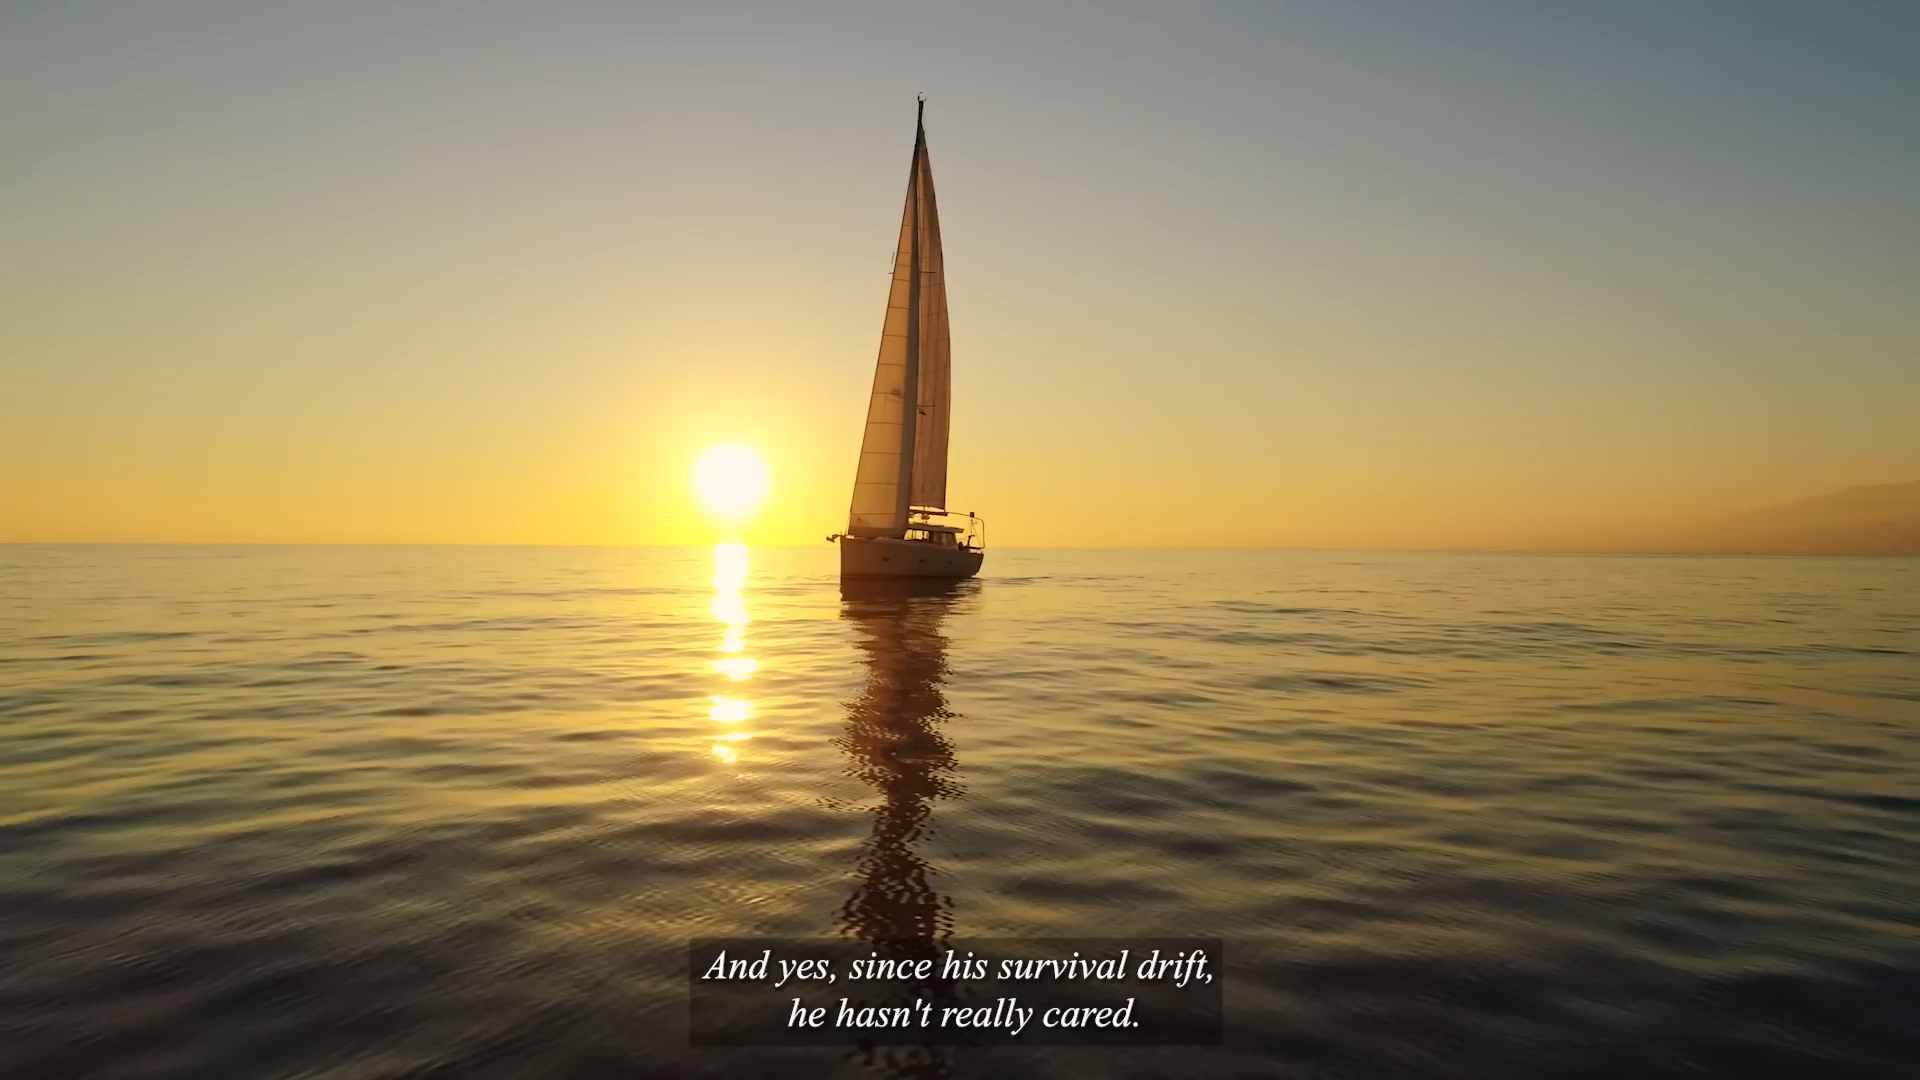 And yes, since his survival drift,
he hasn't really cared.